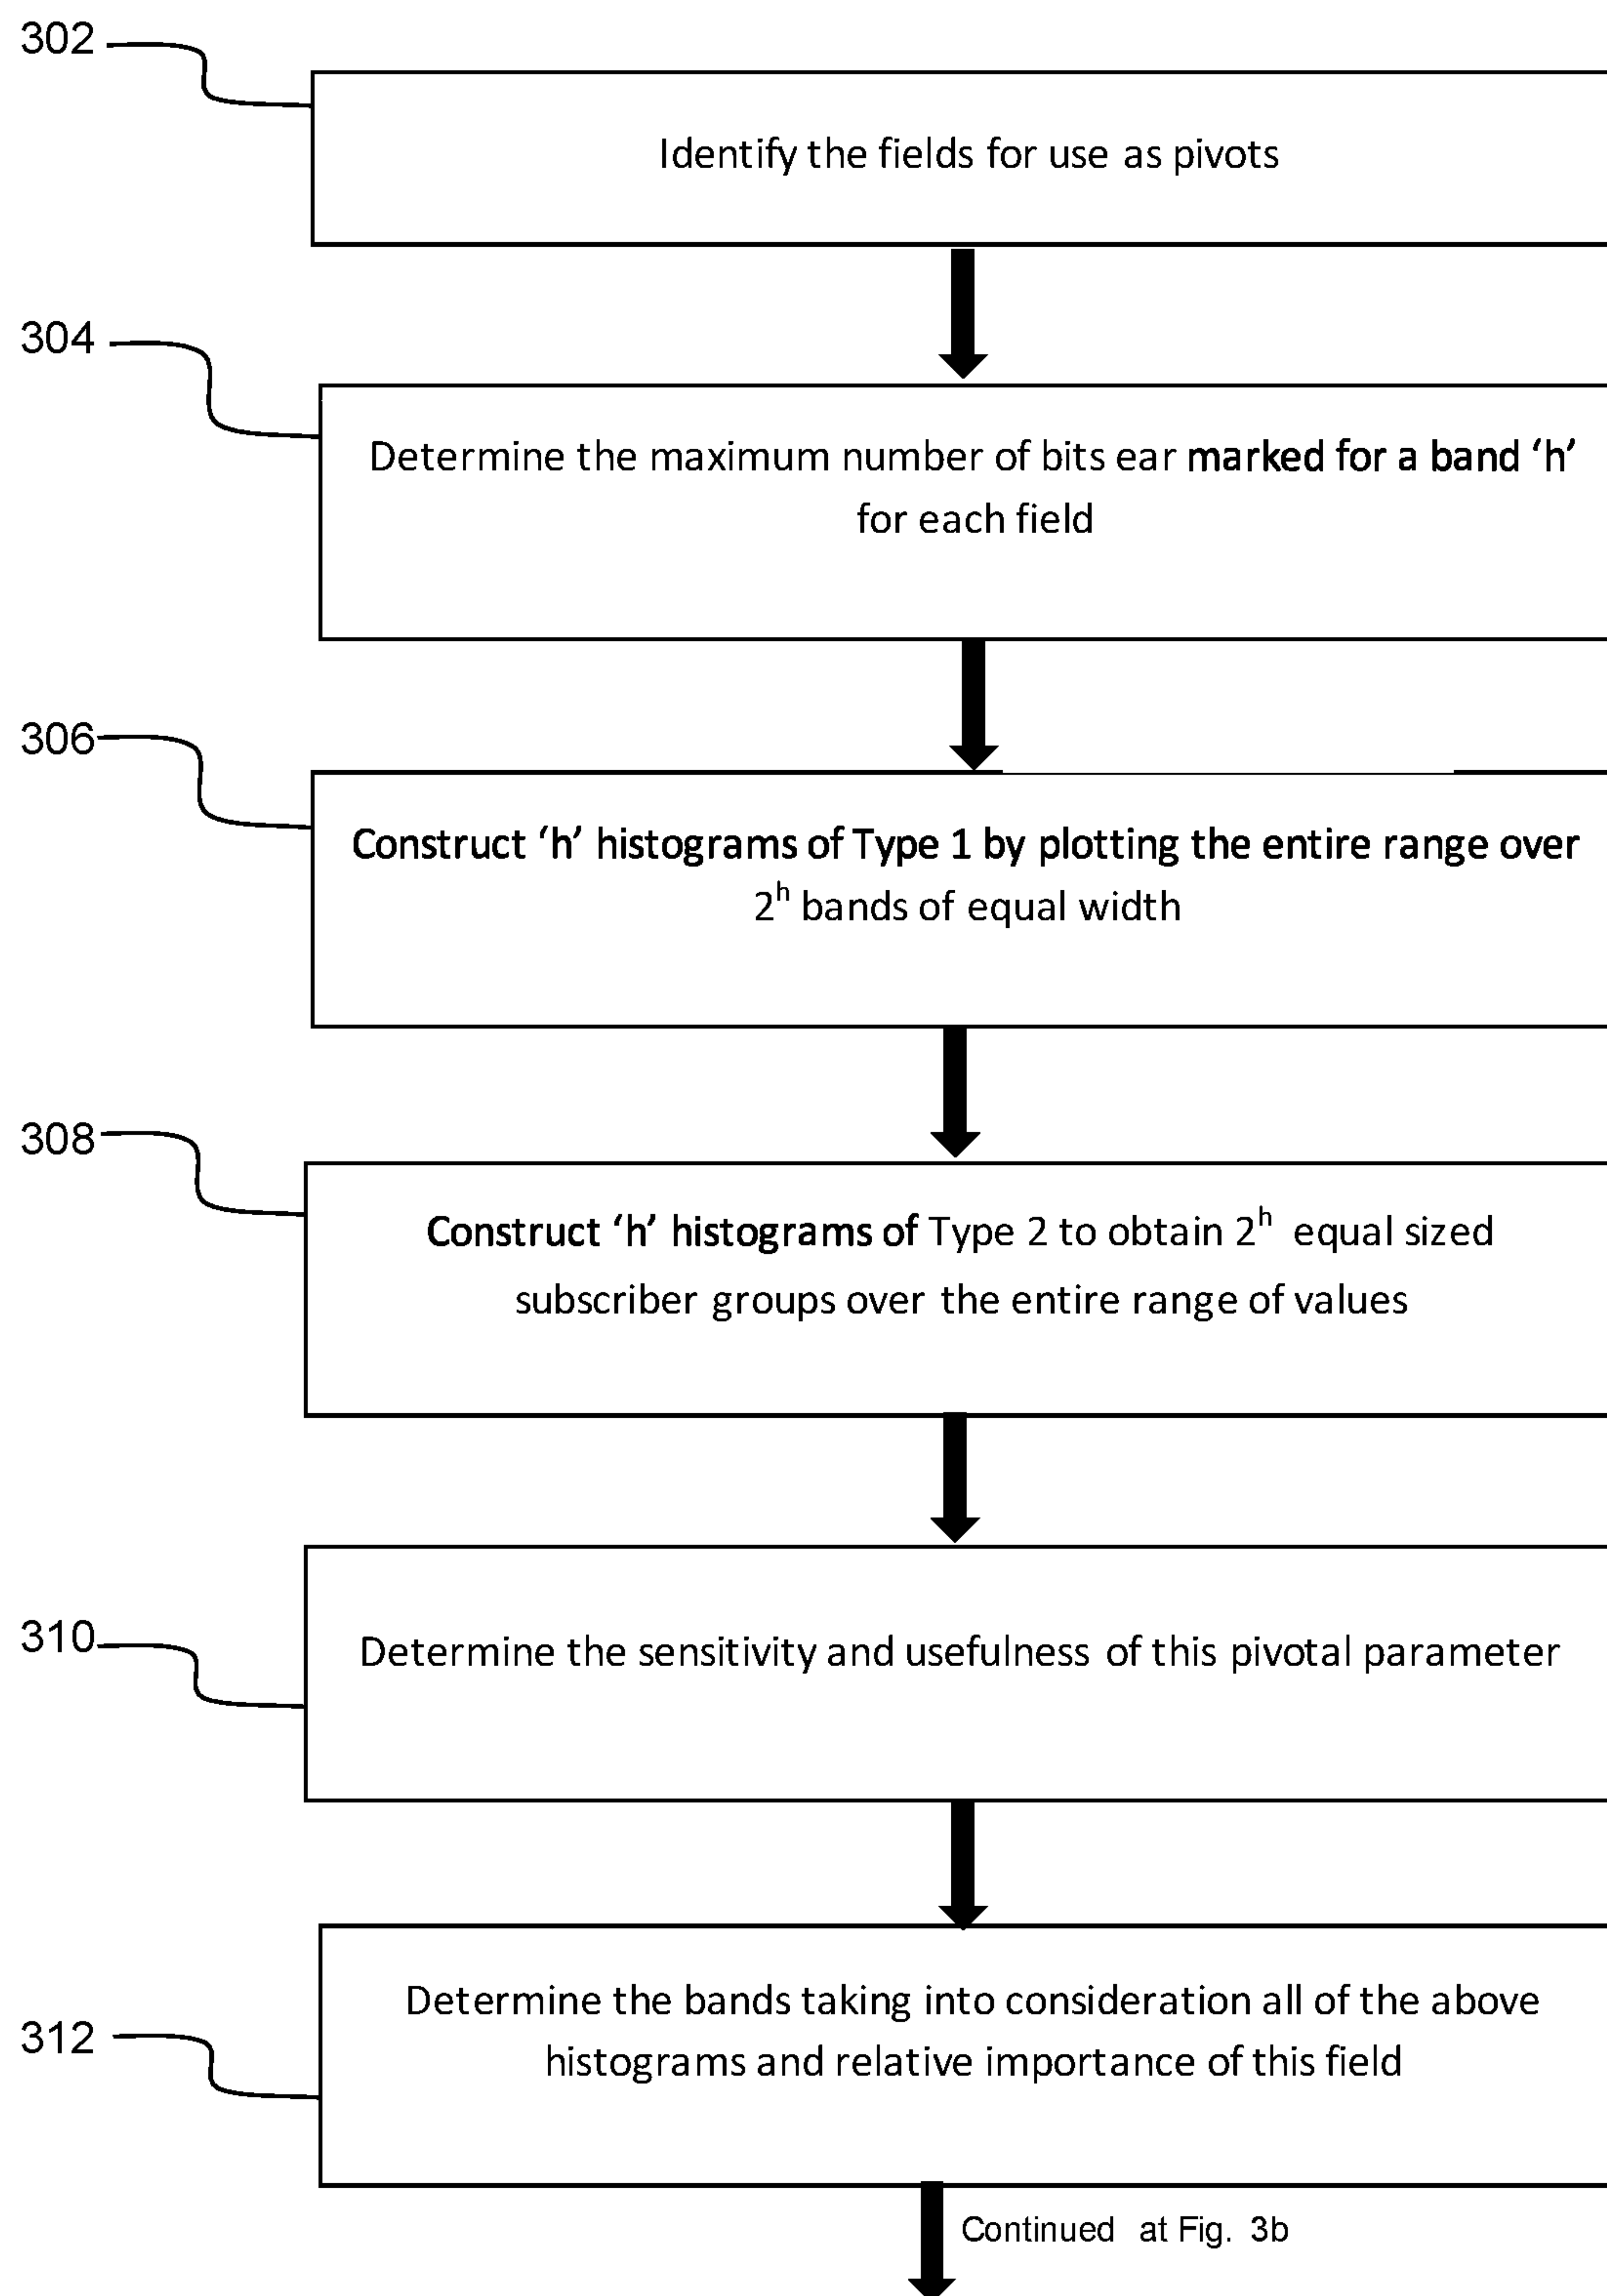 302
Identify the fields for use as pivots
304
Determine the maximum number of bits ear marked for a band ‘h’
for each field
306
Construct ‘h’ histograms of Type 1 by plotting the entire range over
2ʰ bands of equal width
308
Construct ‘h’ histograms of Type 2 to obtain 2ʰ equal sized
subscriber groups over the entire range of values
310
Determine the sensitivity and usefulness of this pivotal parameter
312
Determine the bands taking into consideration all of the above
histograms and relative importance of this field
Continued at Fig. 3b